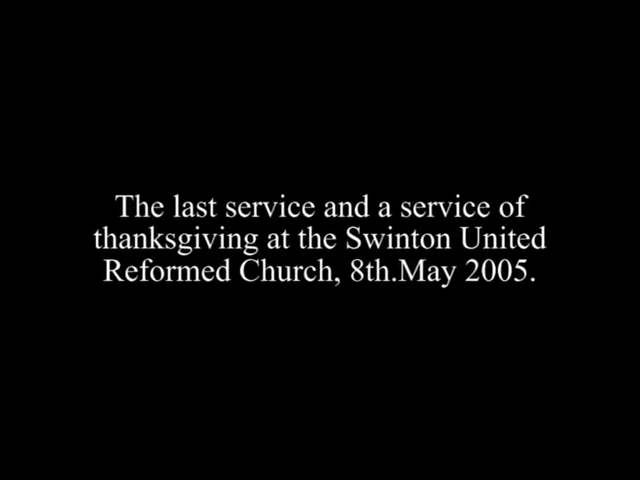 The last service and a service of
thanksgiving at the Swinton United
Reformed Church, 8th.May 2005.